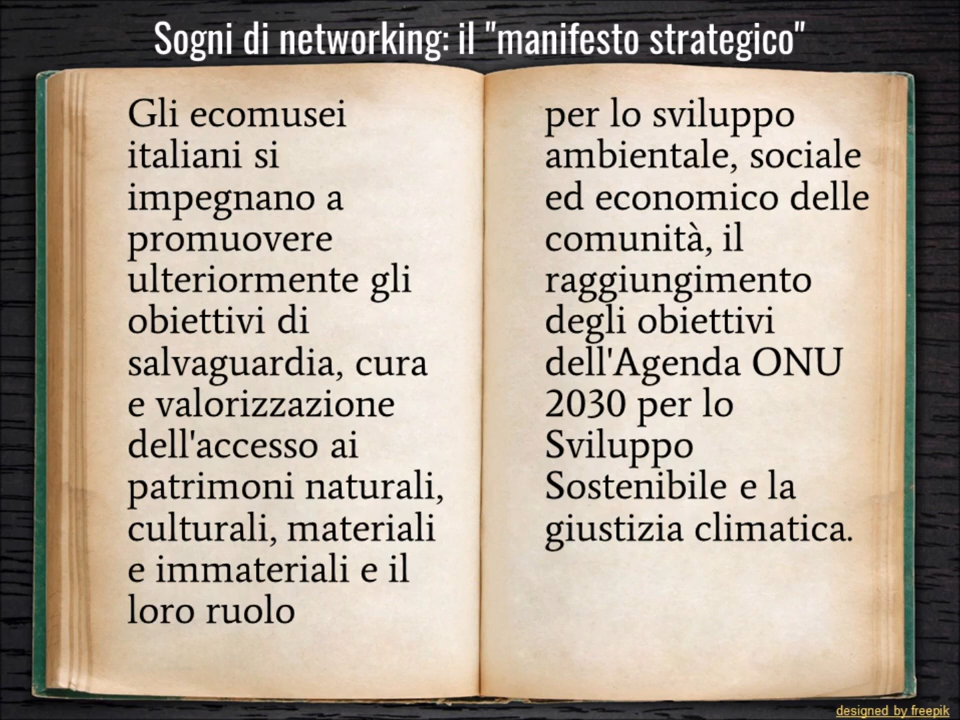 Sogni di networking: il "manifesto strategico"
Gli ecomusei
italiani si
impegnano a
promuovere
ulteriormente gli
obiettivi di
salvaguardia, cura
e valorizzazione
dell'accesso ai
patrimoni naturali,
culturali, materiali
e immateriali e il
loro ruolo
per lo sviluppo
ambientale, sociale
ed economico delle
comunità, il
raggiungimento
degli obiettivi
dell'Agenda ONU
2030 per lo
Sviluppo
Sostenibile e la
giustizia climatica.
designed by freepik